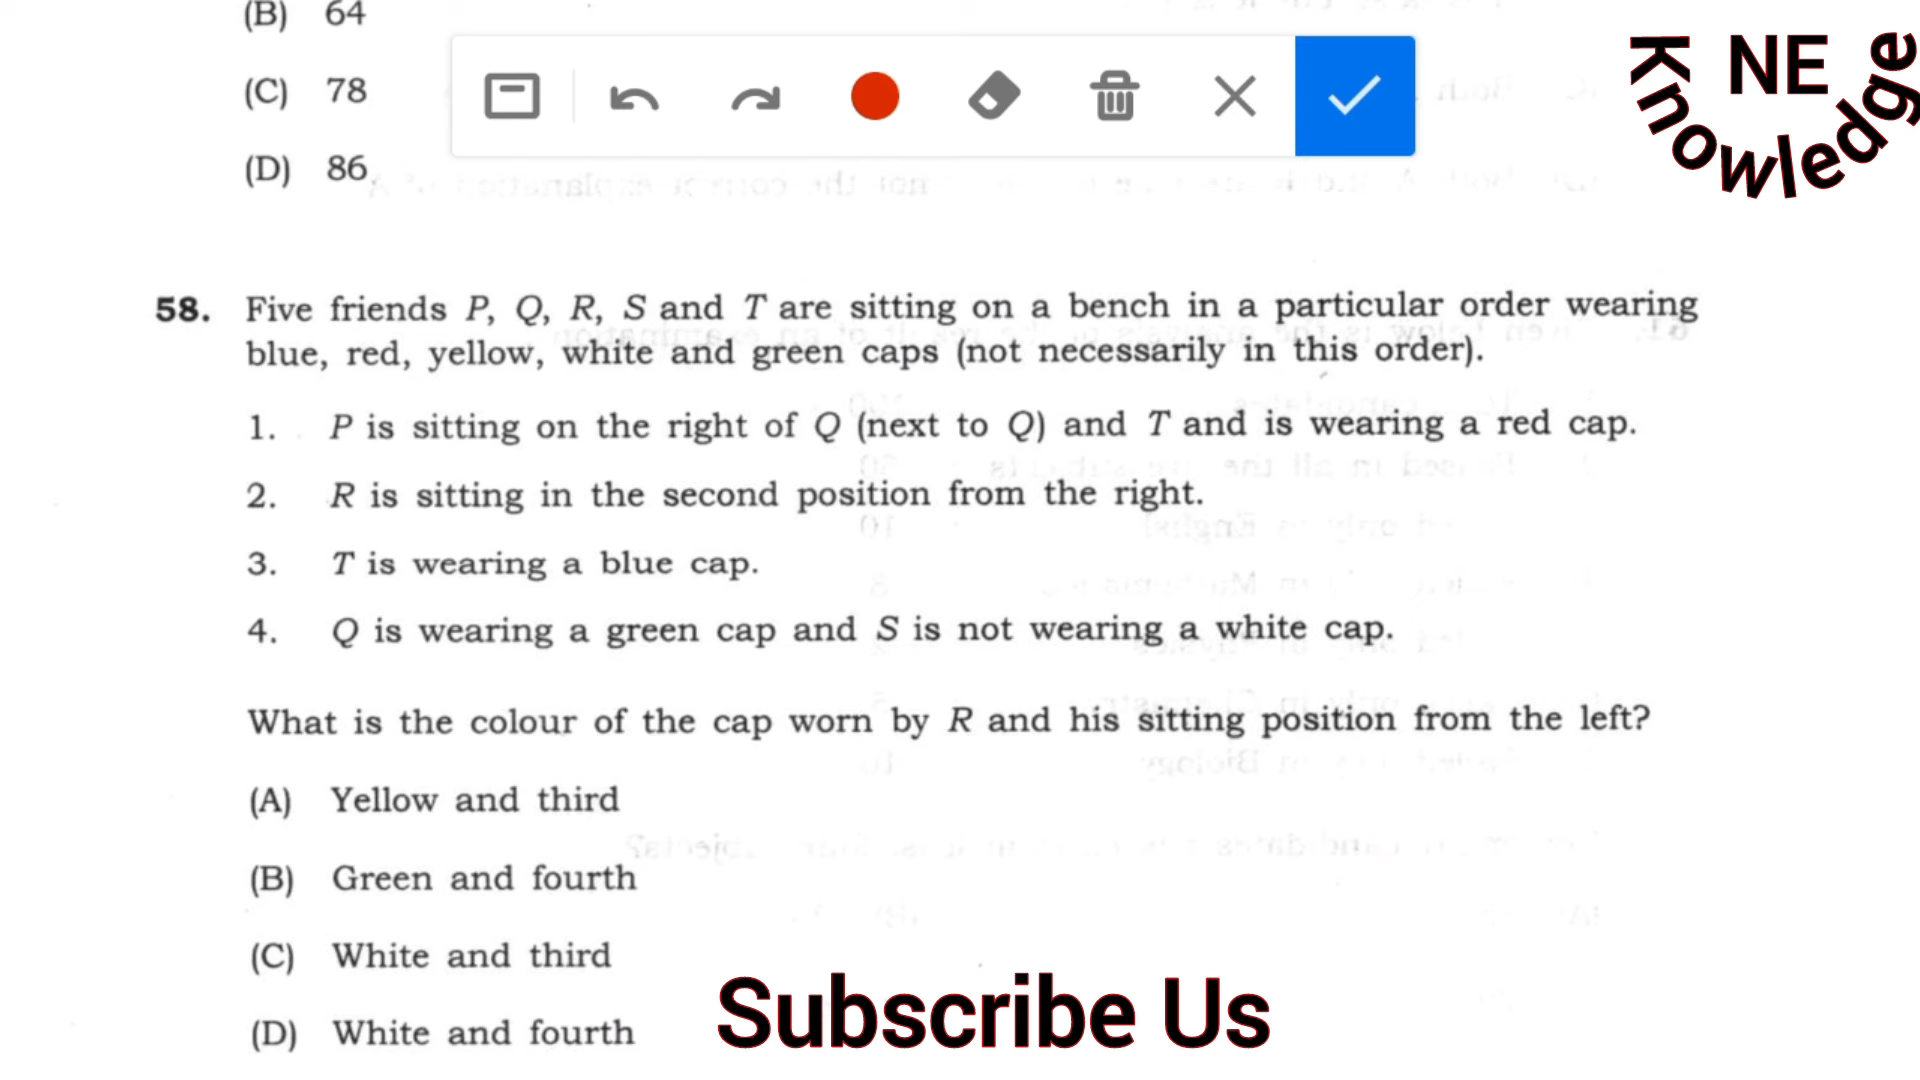 (B) 64
(C) 78
(D) 86
NE
Knowledge
58. Five friends P, Q, R, S and T are sitting on a bench in a particular order wearing
blue, red, yellow, white and green caps (not necessarily in this order).
1. P is sitting on the right of Q (next to Q) and T and is wearing a red cap.
2. R is sitting in the second position from the right.
3. T is wearing a blue cap.
4. Q is wearing a green cap and S is not wearing a white cap.
What is the colour of the cap worn by R and his sitting position from the left?
(A) Yellow and third
(B) Green and fourth
(C) White and third
(D) White and fourth
Subscribe Us